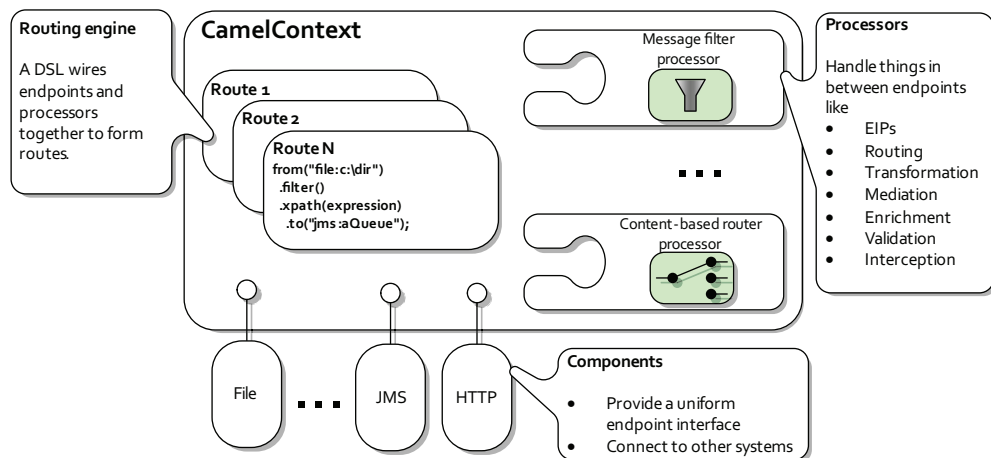 Routing engine
A DSL wires
endpoints and
processors
together to form
routes.
CamelContext
Route 1
Route 2
Route N
from("file:c:\dir")
.filter()
.xpath(expression)
.to("jms:aQueue");
Message filter
processor
Content-based router
processor
Processors
Handle things in
between endpoints
like
• EIPs
• Routing
• Transformation
• Mediation
• Enrichment
• Validation
• Interception
File
JMS
HTTP
Components
• Provide a uniform
endpoint interface
• Connect to other systems